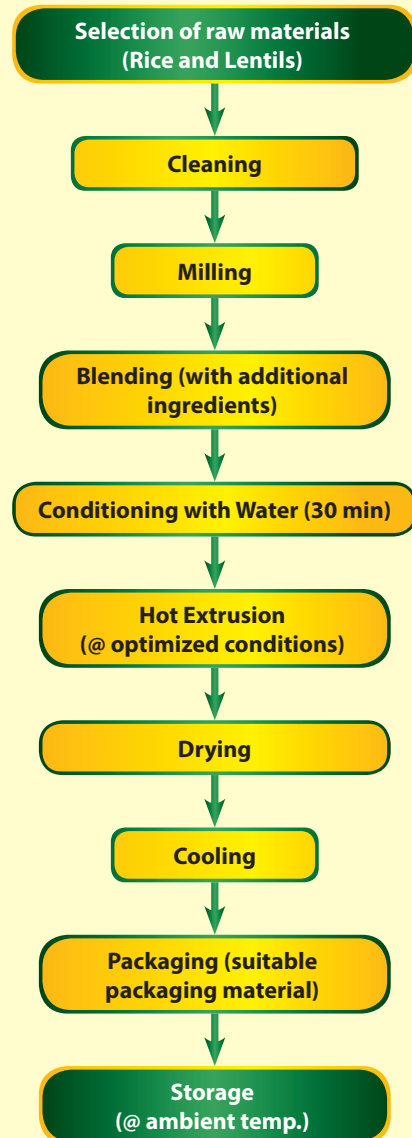 Selection of raw materials
(Rice and Lentils)
Cleaning
Milling
Blending (with additional
ingredients)
Conditioning with Water (30 min)
Hot Extrusion
(@ optimized conditions)
Drying
Cooling
Packaging (suitable
packaging material)
Storage
(@ ambient temp.)